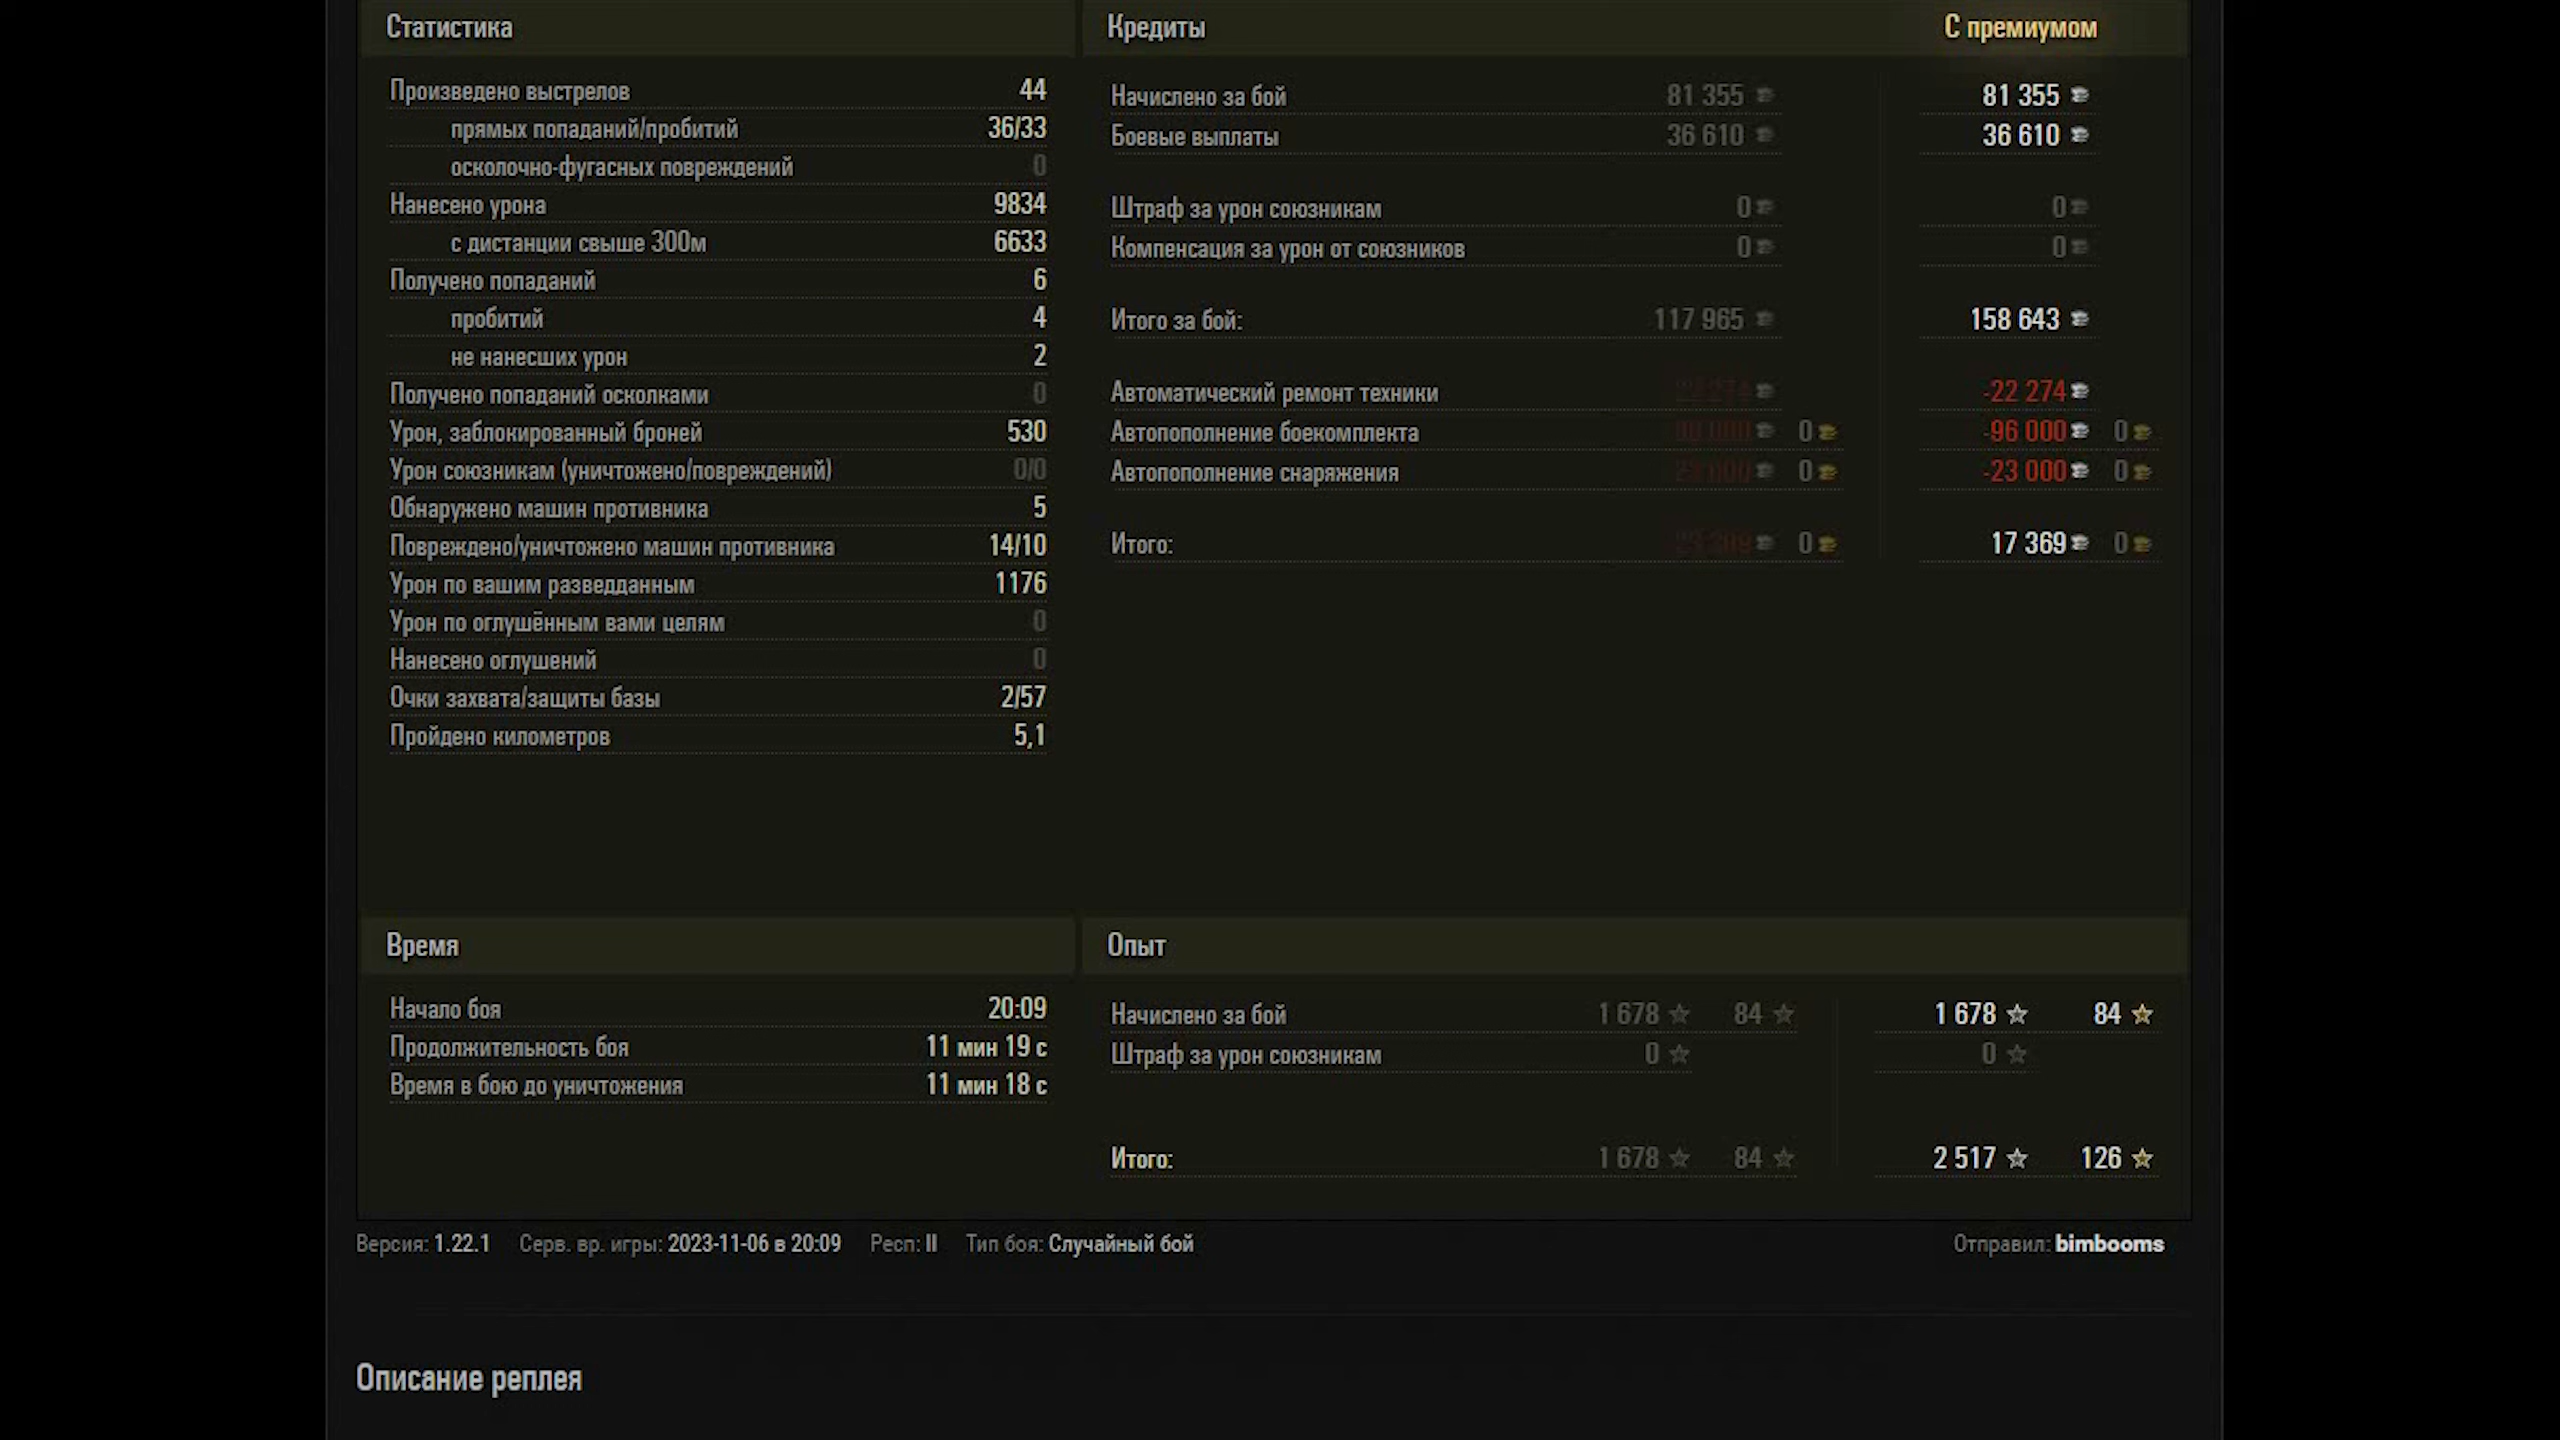 Статистика
Произведено выстрелов 44
прямых попаданий/пробитий 36/33
осколочно-фугасных повреждений 0
Нанесено урона 9834
с дистанции свыше 300м 6633
Получено попаданий 6
пробитий 4
не нанесших урон 2
Получено попаданий осколками 0
Урон, заблокированный броней 530
Урон союзникам (уничтожено/повреждений) 0/0
Обнаружено машин противника 5
Повреждено/уничтожено машин противника 14/10
Урон по вашим разведданным 1176
Урон по оглушённым вами целям 0
Нанесено оглушений 0
Очки захвата/защиты базы 2/57
Пройдено километров 5,1
Кредиты С премиумом
Начислено за бой 81 355 81 355
Боевые выплаты 36 610 36 610
Штраф за урон союзникам 0 0
Компенсация за урон от союзников 0 0
Итого за бой: 117 965 158 643
Автоматический ремонт техники -22 274
Автопополнение боекомплекта 0 -96 000 0
Автопополнение снаряжения 0 -23 000 0
Итого: 0 17 369 0
Время
Начало боя 20:09
Продолжительность боя 11 мин 19 с
Время в бою до уничтожения 11 мин 18 с
Опыт
Начислено за бой 1 678 84 1 678 84
Штраф за урон союзникам 0 0
Итого: 1 678 84 2 517 126
Версия: 1.22.1 Серв. вр. игры: 2023-11-06 в 20:09 Респ: II Тип боя: Случайный бой Отправил: bimbooms
Описание реплея